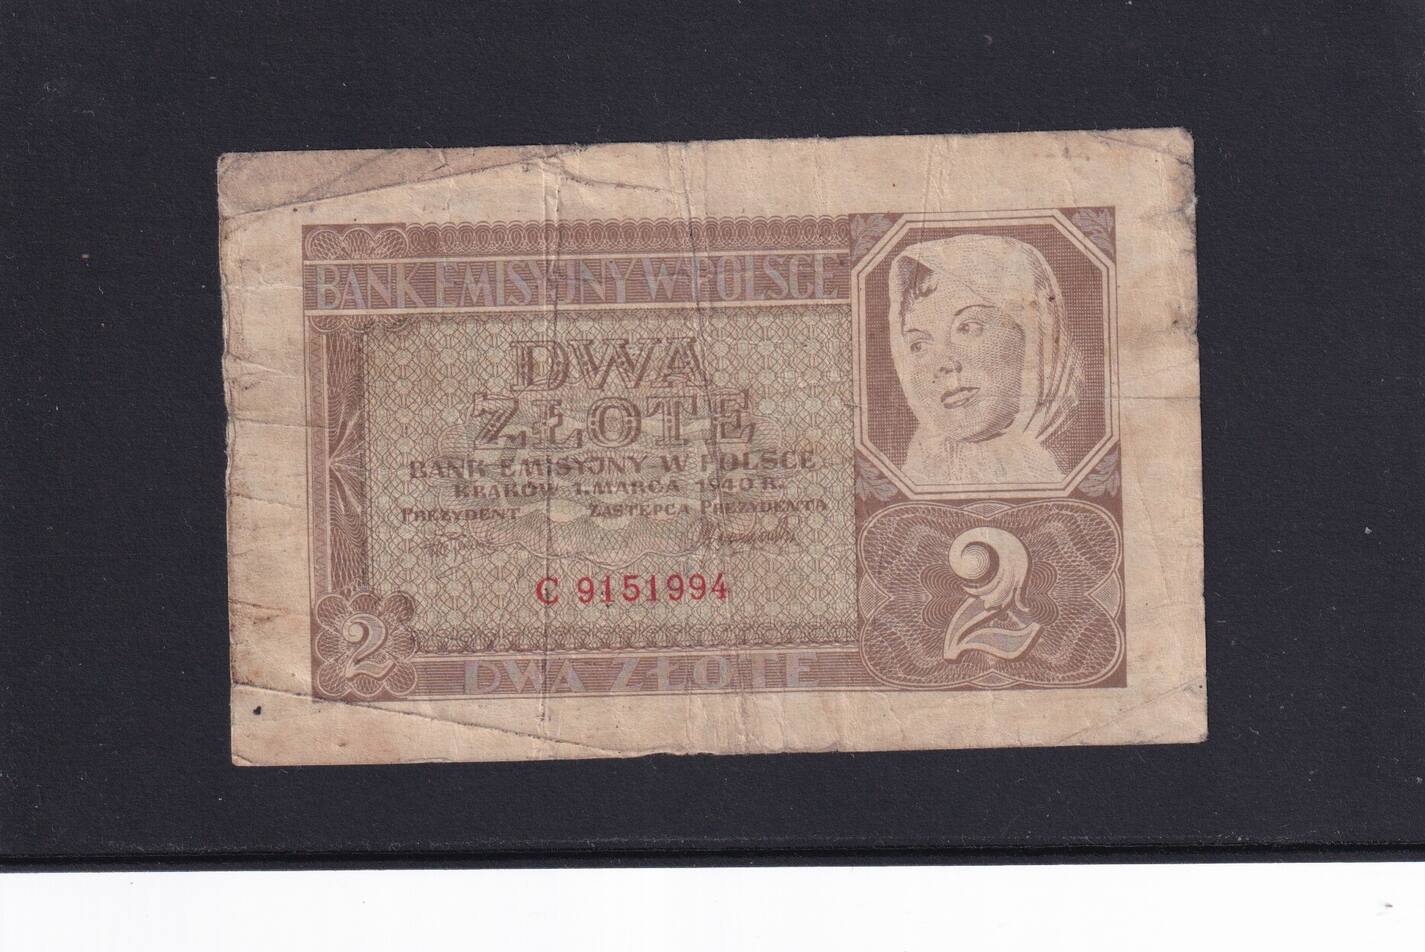 BANK EMISYJNY W POLSCE
DWA
ZŁOTE
BANK EMISYJNY W POLSCE
KRAKÓW 1. MARCA 1940 R.
PREZYDENT ZASTĘPCA PREZYDENTA
C 9151994
2
2
DWA ZŁOTE